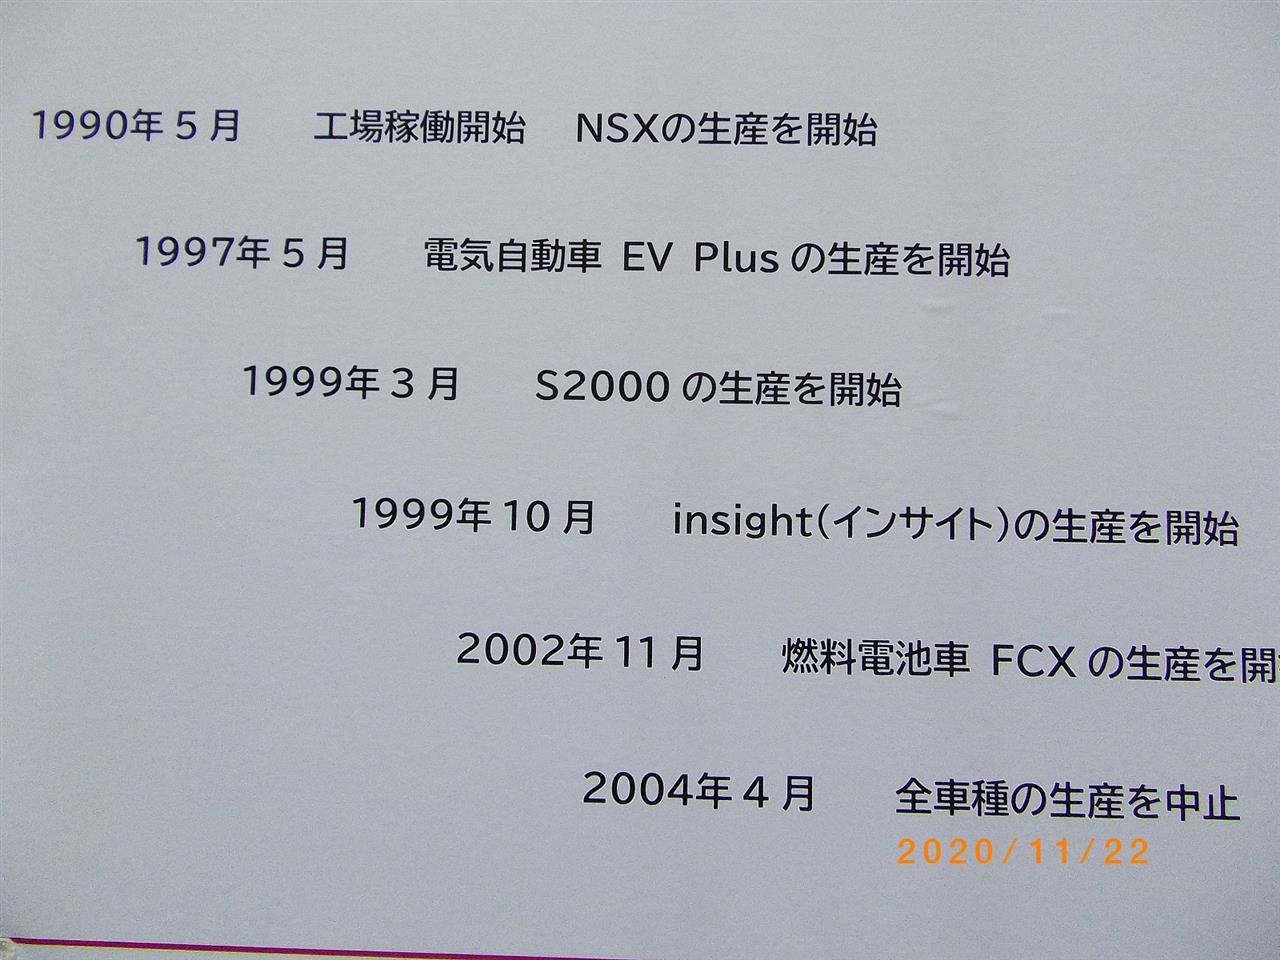 1990年5月 工場稼働開始 NSXの生産を開始
1997年5月 電気自動車 EV Plus の生産を開始
1999年3月 S2000 の生産を開始
1999年10月 insight(インサイト)の生産を開始
2002年11月 燃料電池車 FCX の生産を開
2004年4月 全車種の生産を中止
2020/11/22